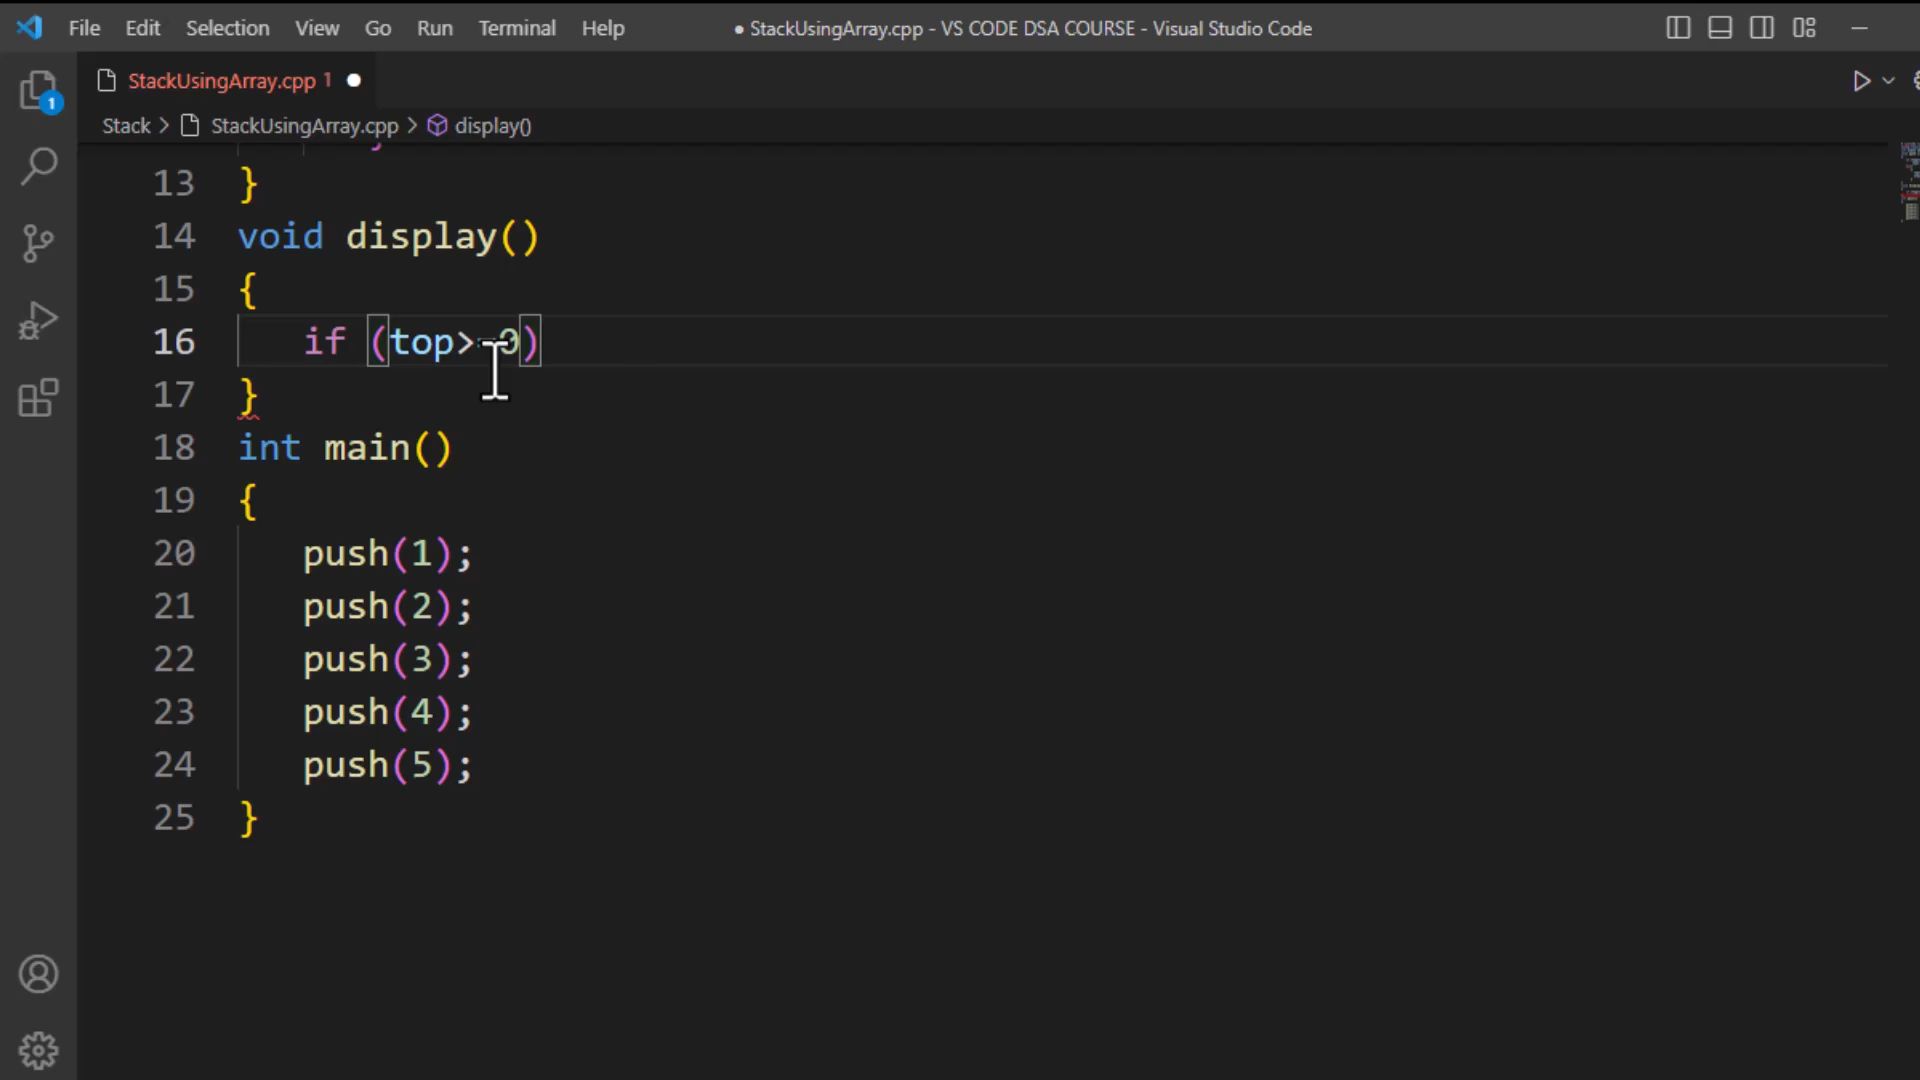 File Edit Selection View Go Run Terminal Help ● StackUsingArray.cpp - VS CODE DSA COURSE - Visual Studio Code
1
StackUsingArray.cpp 1 ●
Stack > StackUsingArray.cpp > display()
13 }
14 void display()
15 {
16 if (top>=0)
17 }
18 int main()
19 {
20 push(1);
21 push(2);
22 push(3);
23 push(4);
24 push(5);
25 }